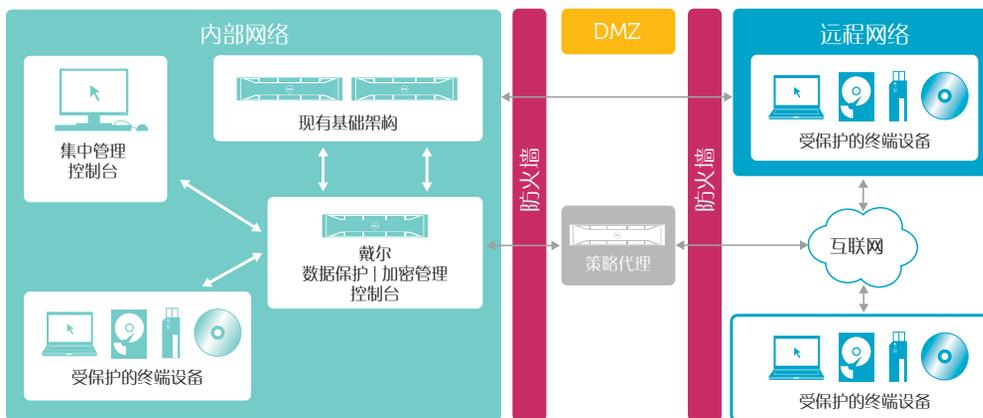 内部网络
DMZ
远程网络
现有基础架构
集中管理
控制台
受保护的终端设备
防火墙
防火墙
戴尔
数据保护 | 加密管理
控制台
策略代理
互联网
受保护的终端设备
受保护的终端设备